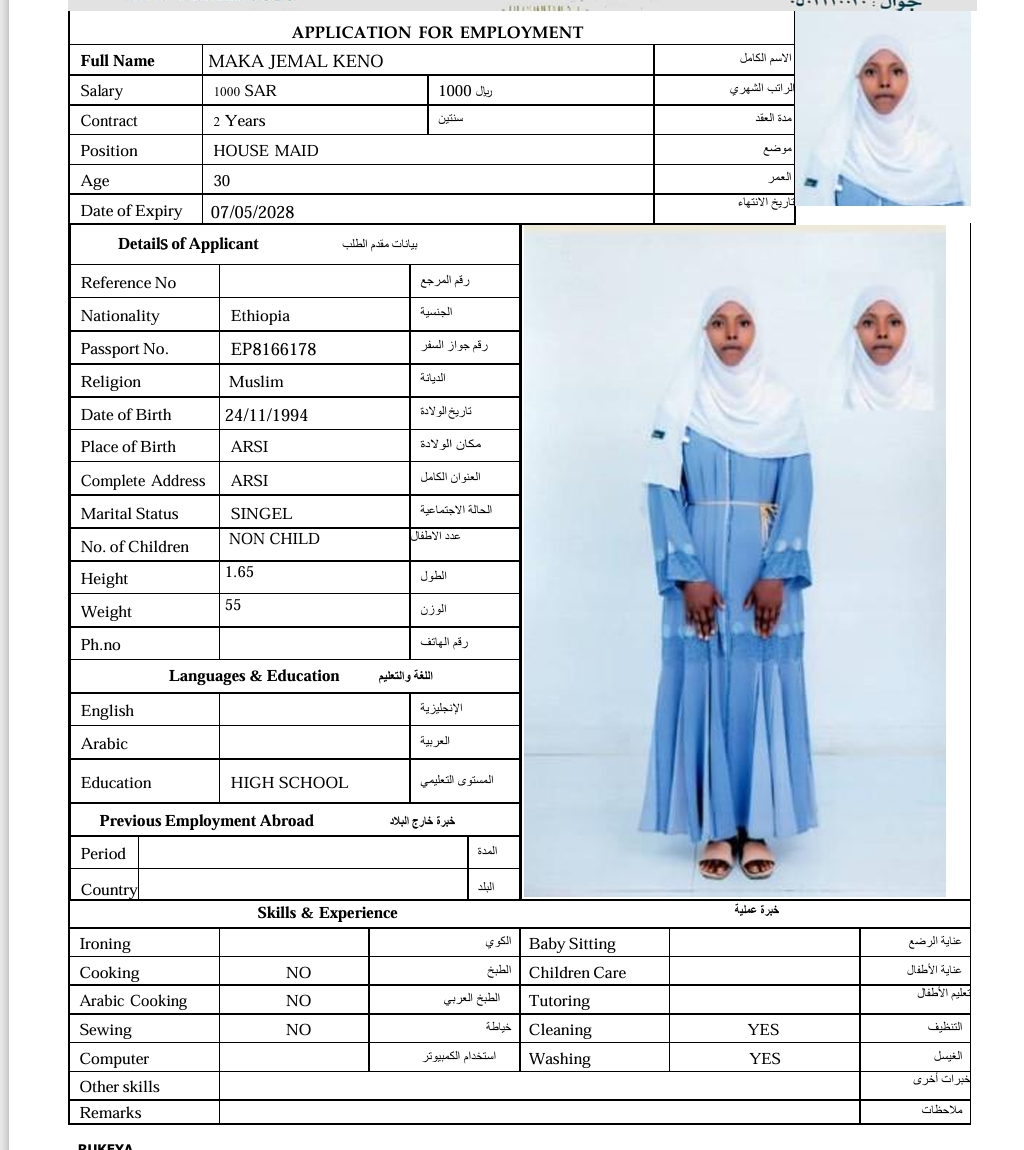 جوال :
APPLICATION FOR EMPLOYMENT
Full Name MAKA JEMAL KENO الاسم الكامل
Salary 1000 SAR 1000 ريال الراتب الشهري
Contract 2 Years سنتين مدة العقد
Position HOUSE MAID موضع
Age 30 العمر
Date of Expiry 07/05/2028 تاريخ الانتهاء
Details of Applicant بيانات مقدم الطلب
Reference No رقم المرجع
Nationality Ethiopia الجنسية
Passport No. EP8166178 رقم جواز السفر
Religion Muslim الديانة
Date of Birth 24/11/1994 تاريخ الولادة
Place of Birth ARSI مكان الولادة
Complete Address ARSI العنوان الكامل
Marital Status SINGEL الحالة الاجتماعية
No. of Children NON CHILD عدد الاطفال
Height 1.65 الطول
Weight 55 الوزن
Ph.no رقم الهاتف
Languages & Education اللغة والتعليم
English الإنجليزية
Arabic العربية
Education HIGH SCHOOL المستوى التعليمي
Previous Employment Abroad خبرة خارج البلاد
Period المدة
Country البلد
Skills & Experience خبرة عملية
Ironing الكوي Baby Sitting عناية الرضع
Cooking NO الطبخ Children Care عناية الأطفال
Arabic Cooking NO الطبخ العربي Tutoring تعليم الأطفال
Sewing NO خياطة Cleaning YES التنظيف
Computer استخدام الكمبيوتر Washing YES الغيسل
Other skills خبرات أخرى
Remarks ملاحظات
RUKEYA